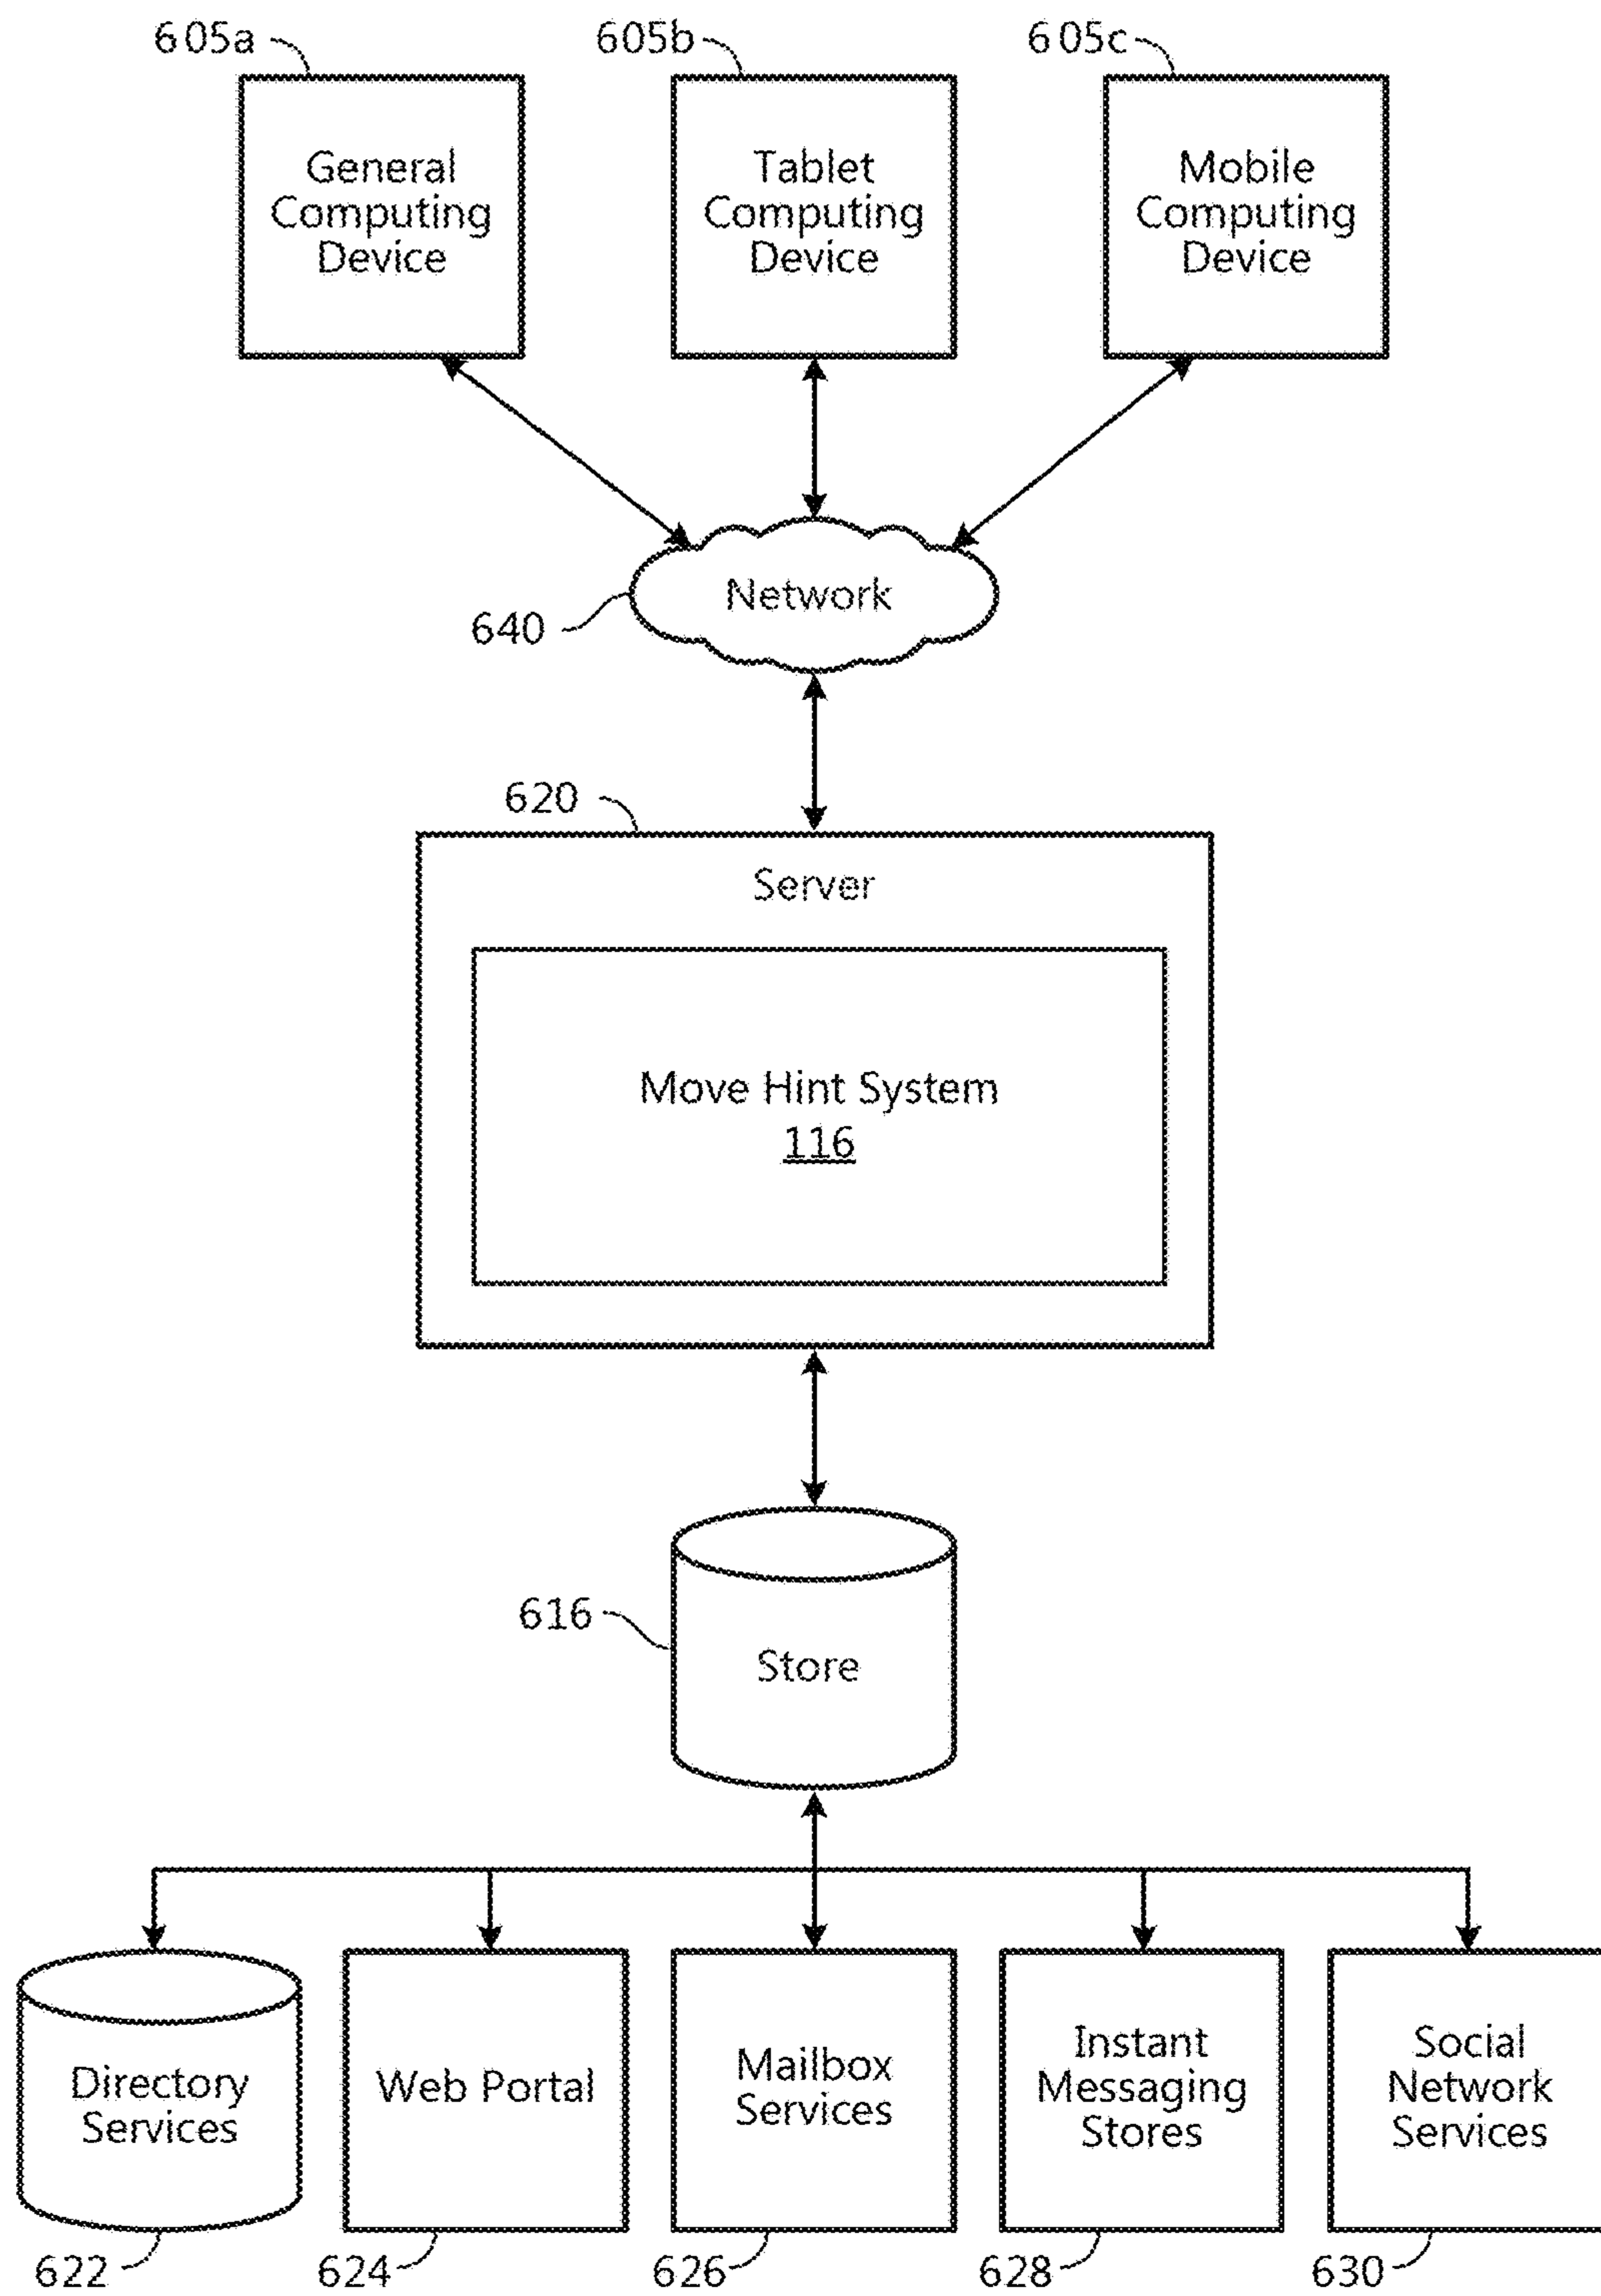 605a
605b
605c
General
Computing
Device
Tablet
Computing
Device
Mobile
Computing
Device
Network
640
620
Server
Move Hint System
116
616
Store
Directory
Services
Web Portal
Mailbox
Services
Instant
Messaging
Stores
Social
Network
Services
622
624
626
628
630